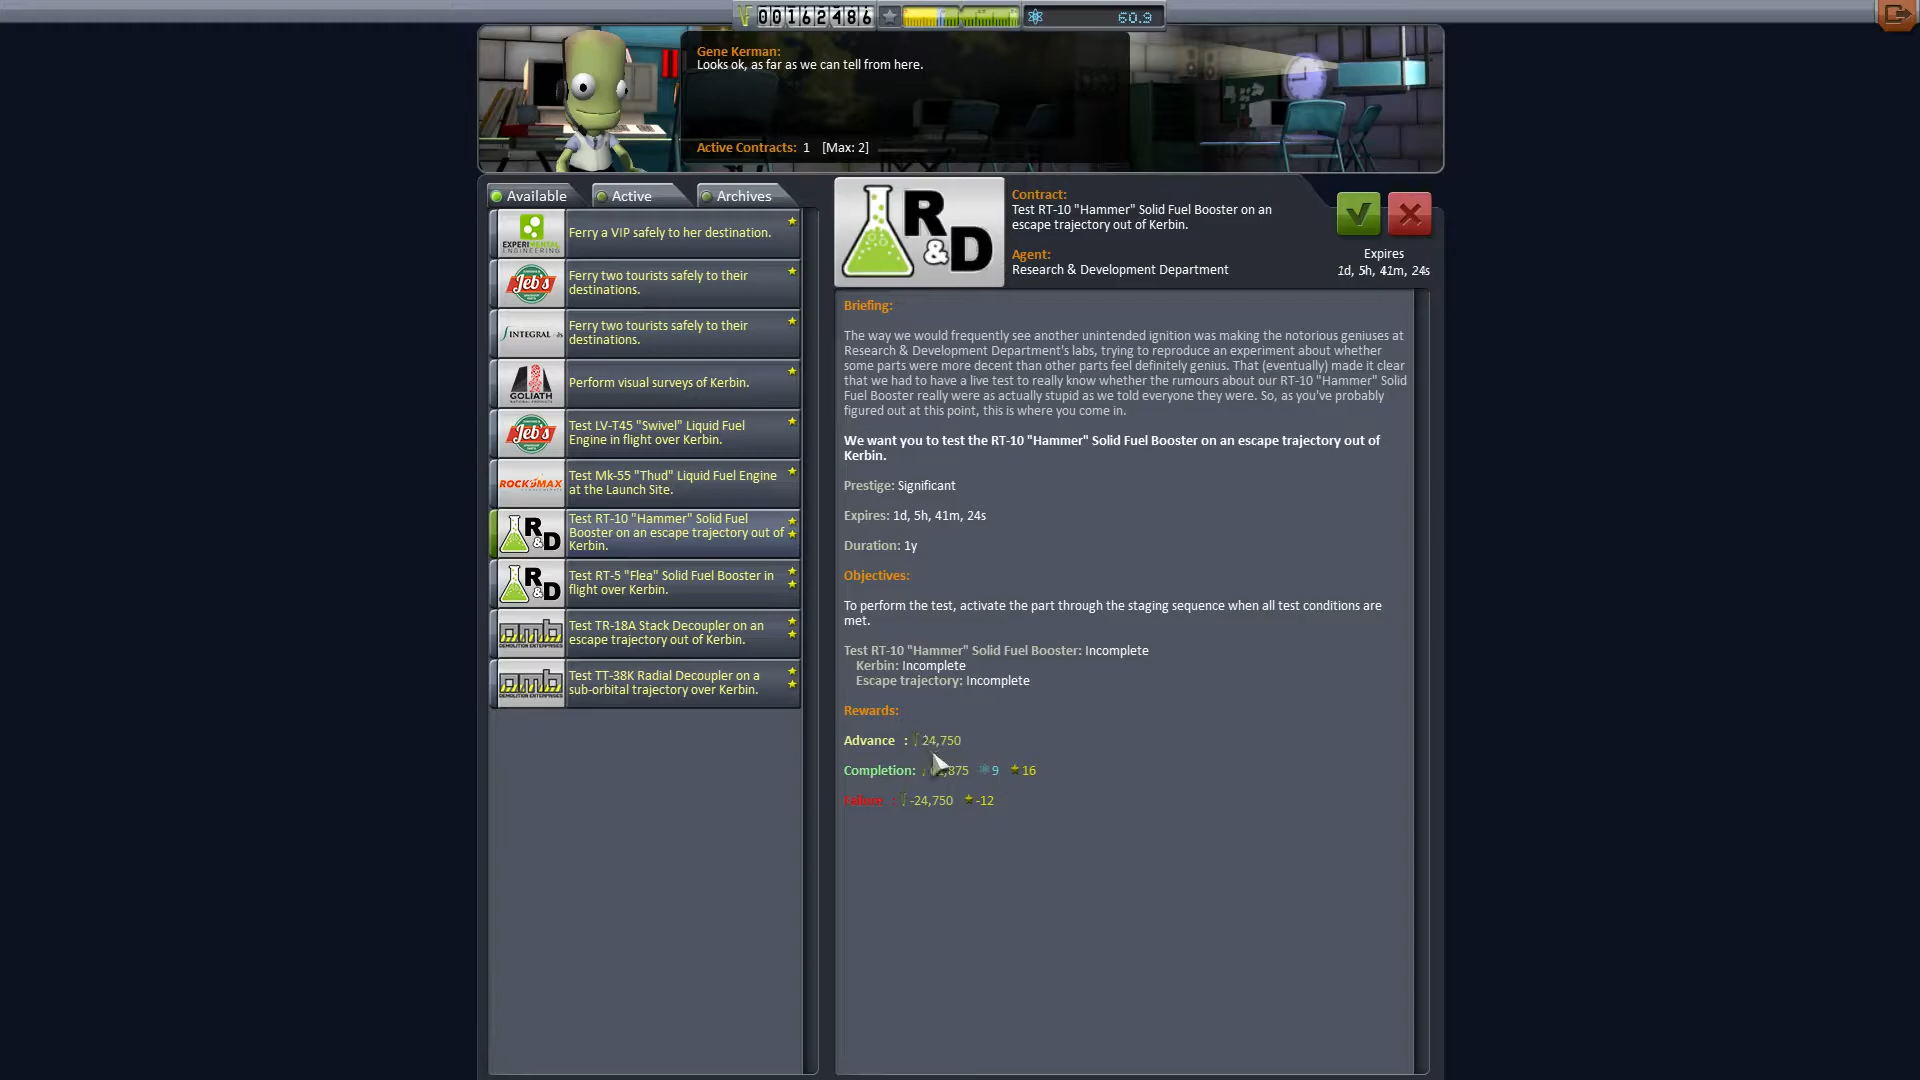 00162486
60.9
Gene Kerman:
Looks ok, as far as we can tell from here.
Active Contracts: 1 [Max: 2]
Available
Active
Archives
EXPERIMENTAL
ENGINEERING
Ferry a VIP safely to her destination.
Jeb's
Ferry two tourists safely to their
destinations.
INTEGRAL
Ferry two tourists safely to their
destinations.
GOLIATH
NATIONAL PRODUCTS
Perform visual surveys of Kerbin.
Jeb's
Test LV-T45 "Swivel" Liquid Fuel
Engine in flight over Kerbin.
ROCKOMAX
Test Mk-55 "Thud" Liquid Fuel Engine
at the Launch Site.
R&D
Test RT-10 "Hammer" Solid Fuel
Booster on an escape trajectory out of
Kerbin.
R&D
Test RT-5 "Flea" Solid Fuel Booster in
flight over Kerbin.
DEMOLITION ENTERPRISES
Test TR-18A Stack Decoupler on an
escape trajectory out of Kerbin.
DEMOLITION ENTERPRISES
Test TT-38K Radial Decoupler on a
sub-orbital trajectory over Kerbin.
R&D
Contract:
Test RT-10 "Hammer" Solid Fuel Booster on an
escape trajectory out of Kerbin.
Agent:
Research & Development Department
Expires
1d, 5h, 41m, 24s
Briefing:
The way we would frequently see another unintended ignition was making the notorious geniuses at
Research & Development Department's labs, trying to reproduce an experiment about whether
some parts were more decent than other parts feel definitely genius. That (eventually) made it clear
that we had to have a live test to really know whether the rumours about our RT-10 "Hammer" Solid
Fuel Booster really were as actually stupid as we told everyone they were. So, as you've probably
figured out at this point, this is where you come in.
We want you to test the RT-10 "Hammer" Solid Fuel Booster on an escape trajectory out of
Kerbin.
Prestige: Significant
Expires: 1d, 5h, 41m, 24s
Duration: 1y
Objectives:
To perform the test, activate the part through the staging sequence when all test conditions are
met.
Test RT-10 "Hammer" Solid Fuel Booster: Incomplete
Kerbin: Incomplete
Escape trajectory: Incomplete
Rewards:
Advance : 24,750
Completion: 9 16
Failure : -24,750 -12